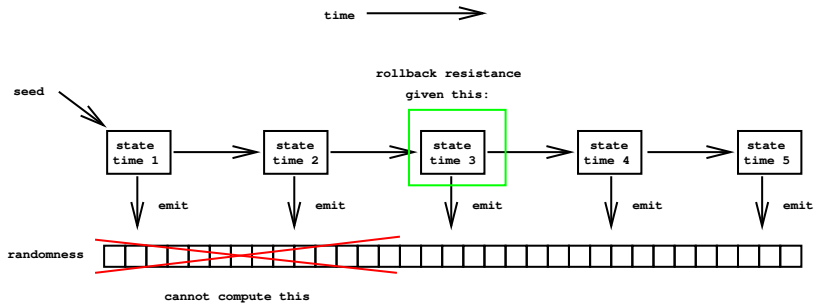 time
rollback resistance
given this:
seed
state
time 1
state
time 2
state
time 3
state
time 4
state
time 5
emit
emit
emit
emit
emit
randomness
cannot compute this